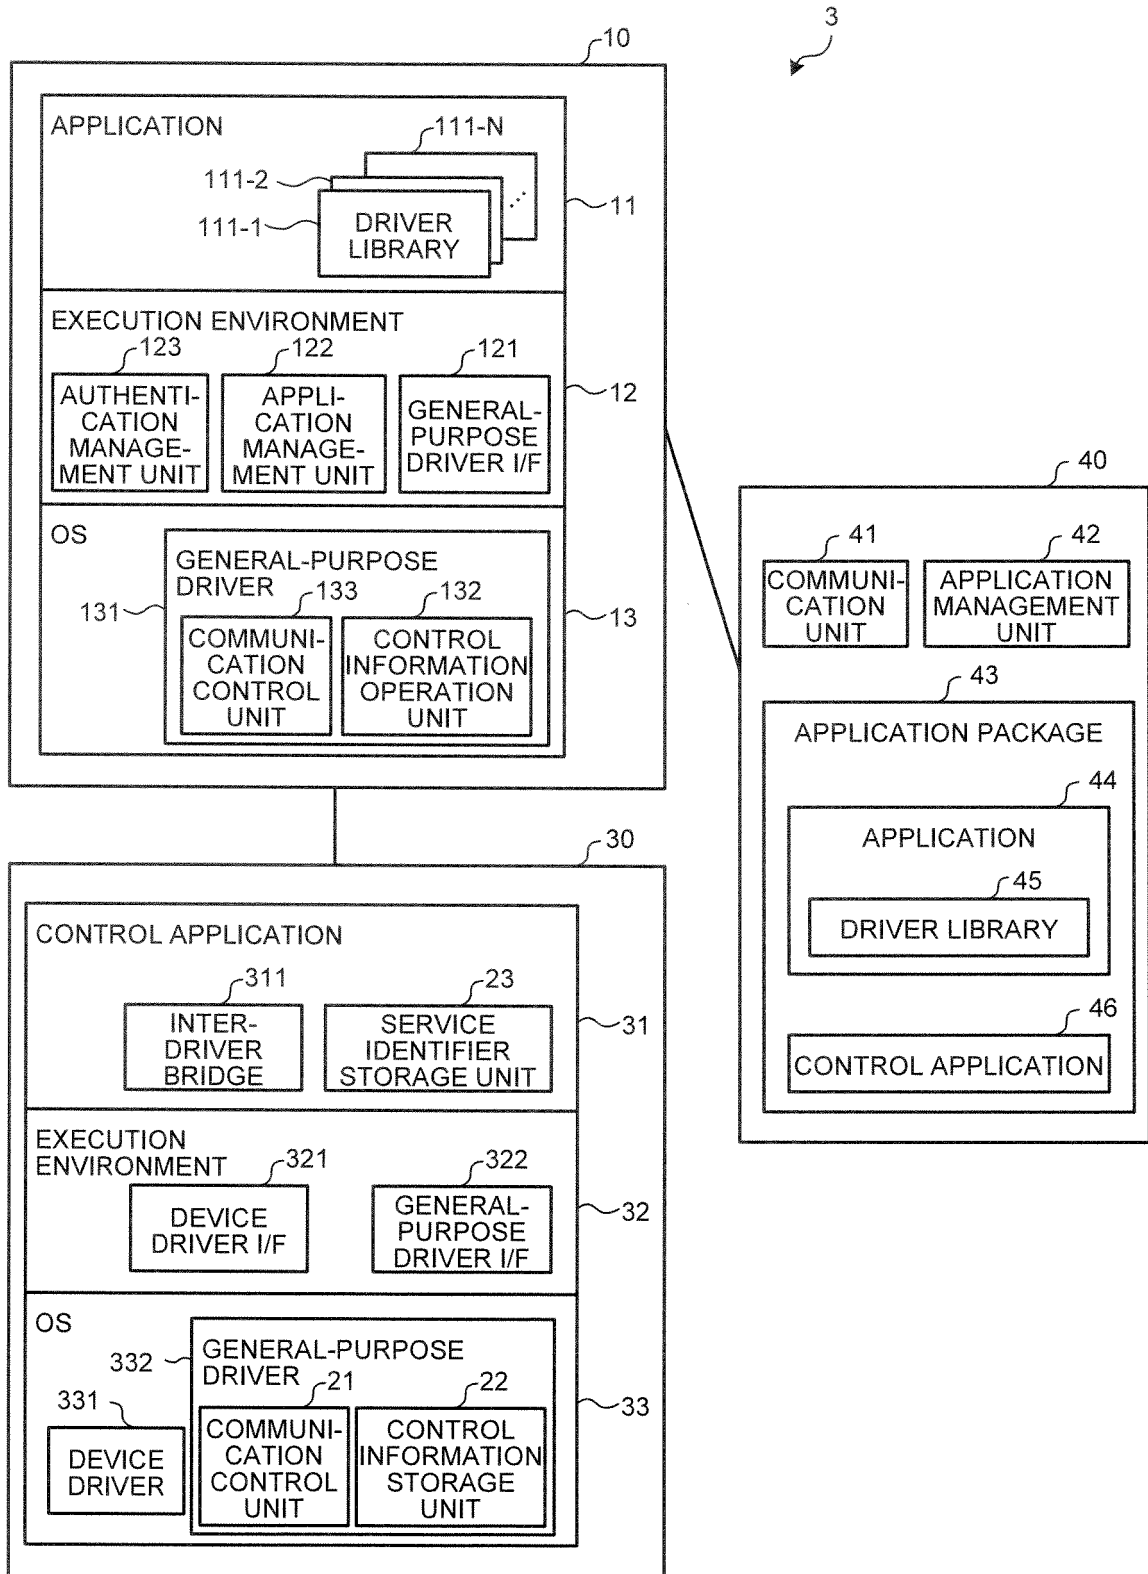 3
10
APPLICATION
111-N
111-2
111-1
DRIVER
LIBRARY
11
EXECUTION ENVIRONMENT
123
122
121
AUTHENTI-
CATION
MANAGE-
MENT UNIT
APPLI-
CATION
MANAGE-
MENT UNIT
GENERAL-
PURPOSE
DRIVER I/F
12
OS
GENERAL-PURPOSE
DRIVER
131
133
132
COMMUNI-
CATION
CONTROL
UNIT
CONTROL
INFORMATION
OPERATION
UNIT
13
40
41
42
COMMUNI-
CATION
UNIT
APPLICATION
MANAGEMENT
UNIT
43
APPLICATION PACKAGE
44
APPLICATION
45
DRIVER LIBRARY
46
CONTROL APPLICATION
30
CONTROL APPLICATION
311
23
INTER-
DRIVER
BRIDGE
SERVICE
IDENTIFIER
STORAGE UNIT
31
EXECUTION
ENVIRONMENT
321
322
DEVICE
DRIVER I/F
GENERAL-
PURPOSE
DRIVER I/F
32
OS
332
GENERAL-PURPOSE
DRIVER
331
21
22
DEVICE
DRIVER
COMMUNI-
CATION
CONTROL
UNIT
CONTROL
INFORMATION
STORAGE
UNIT
33